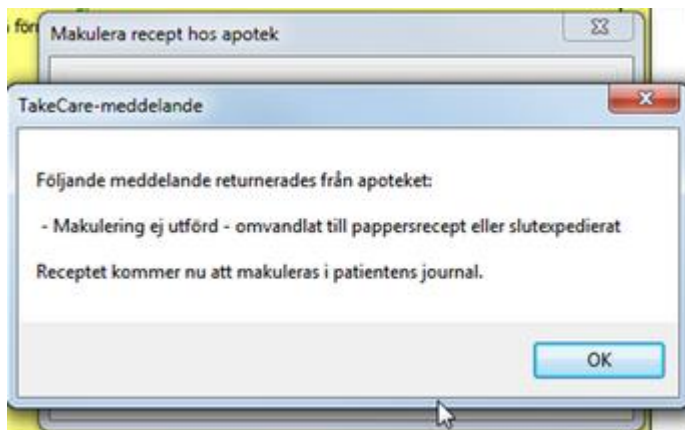 Makulera recept hos apotek
TakeCare-meddelande
Följande meddelande returnerades från apoteket:
- Makulering ej utförd - omvandlat till pappersrecept eller slutexpedierat
Receptet kommer nu att makuleras i patientens journal.
OK